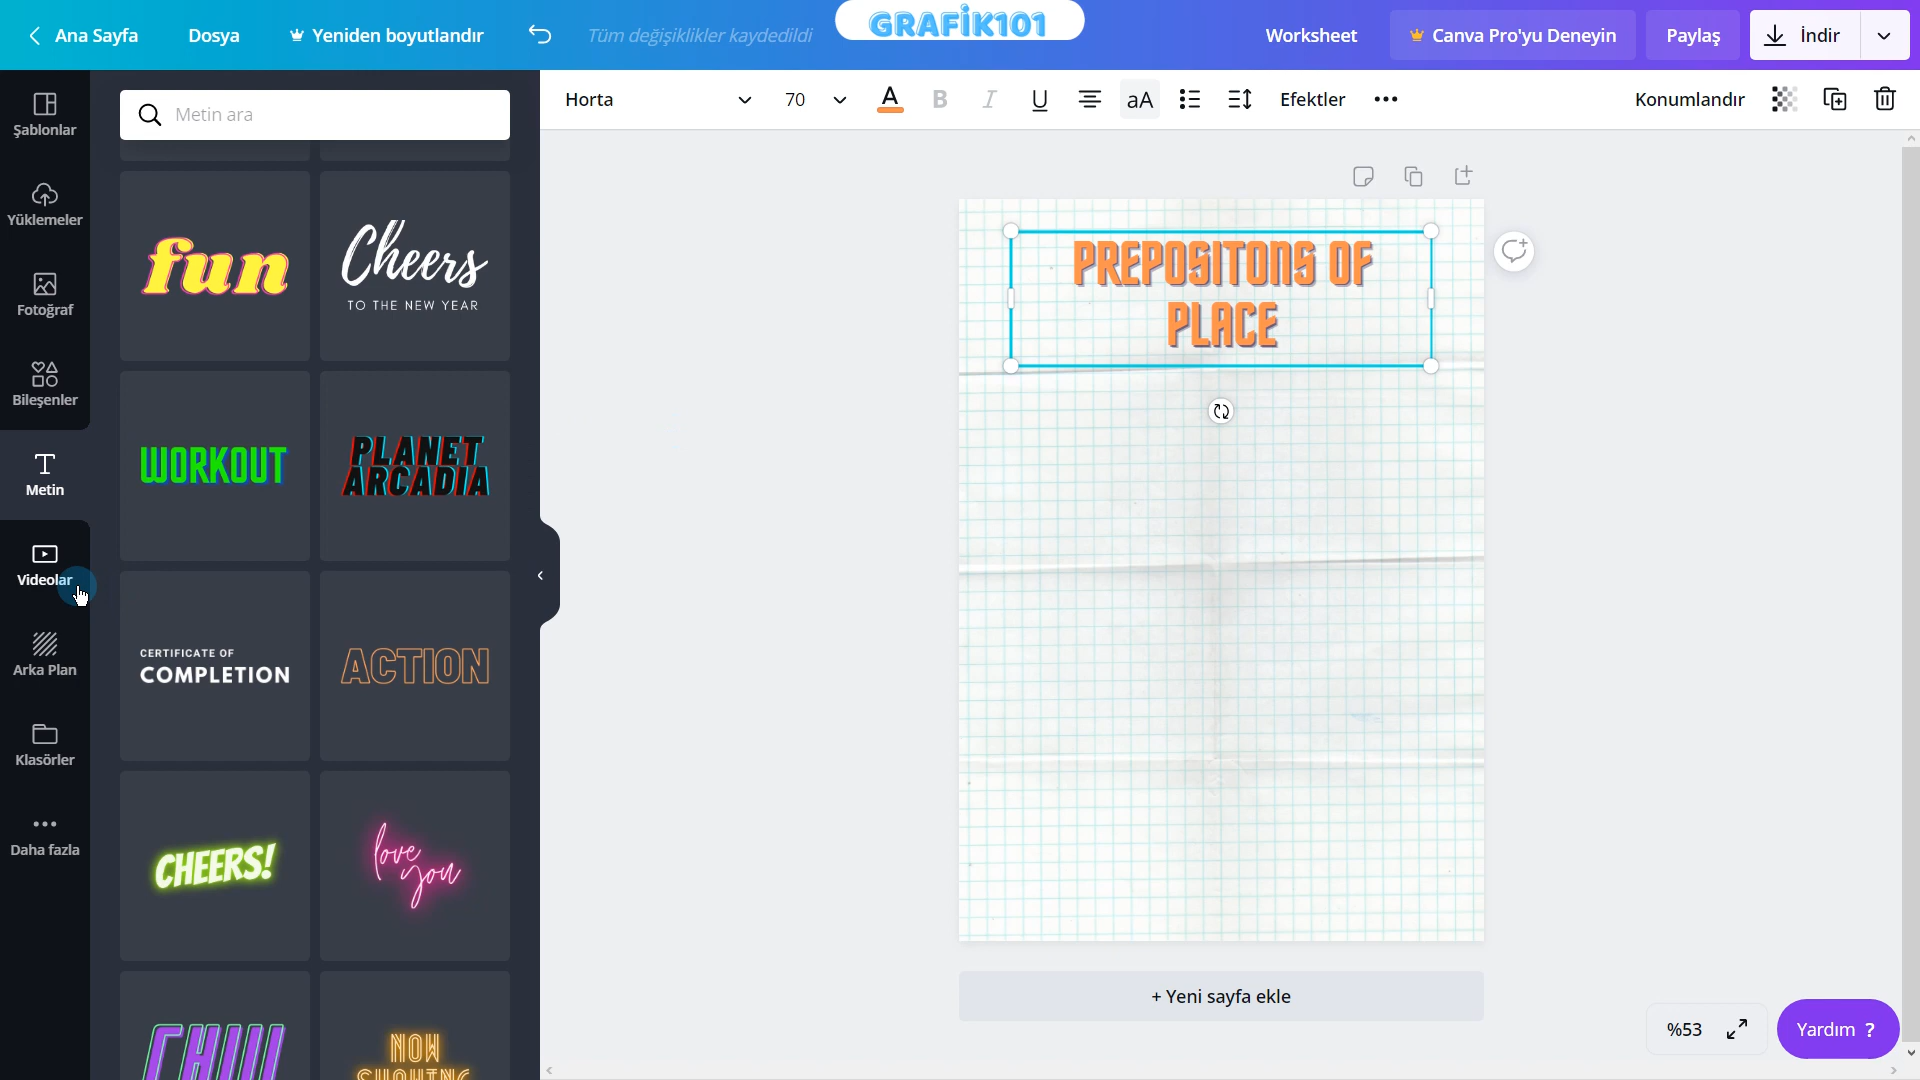 Ana Sayfa
Dosya
Yeniden boyutlandır
Tüm değişiklikler kaydedildi
GRAFİK101
Worksheet
Canva Pro'yu Deneyin
Paylaş
İndir
Horta
70
A
B
I
U
aA
Efektler
Konumlandır
Metin ara
Şablonlar
Yüklemeler
Fotoğraf
Bileşenler
Metin
Videolar
Arka Plan
Klasörler
Daha fazla
fun
Cheers
TO THE NEW YEAR
WORKOUT
PLANET
ARCADIA
CERTIFICATE OF
COMPLETION
ACTION
CHEERS!
love
you
CHILL
NOW
SHOWING
PREPOSITONS OF
PLACE
+ Yeni sayfa ekle
%53
Yardım ?